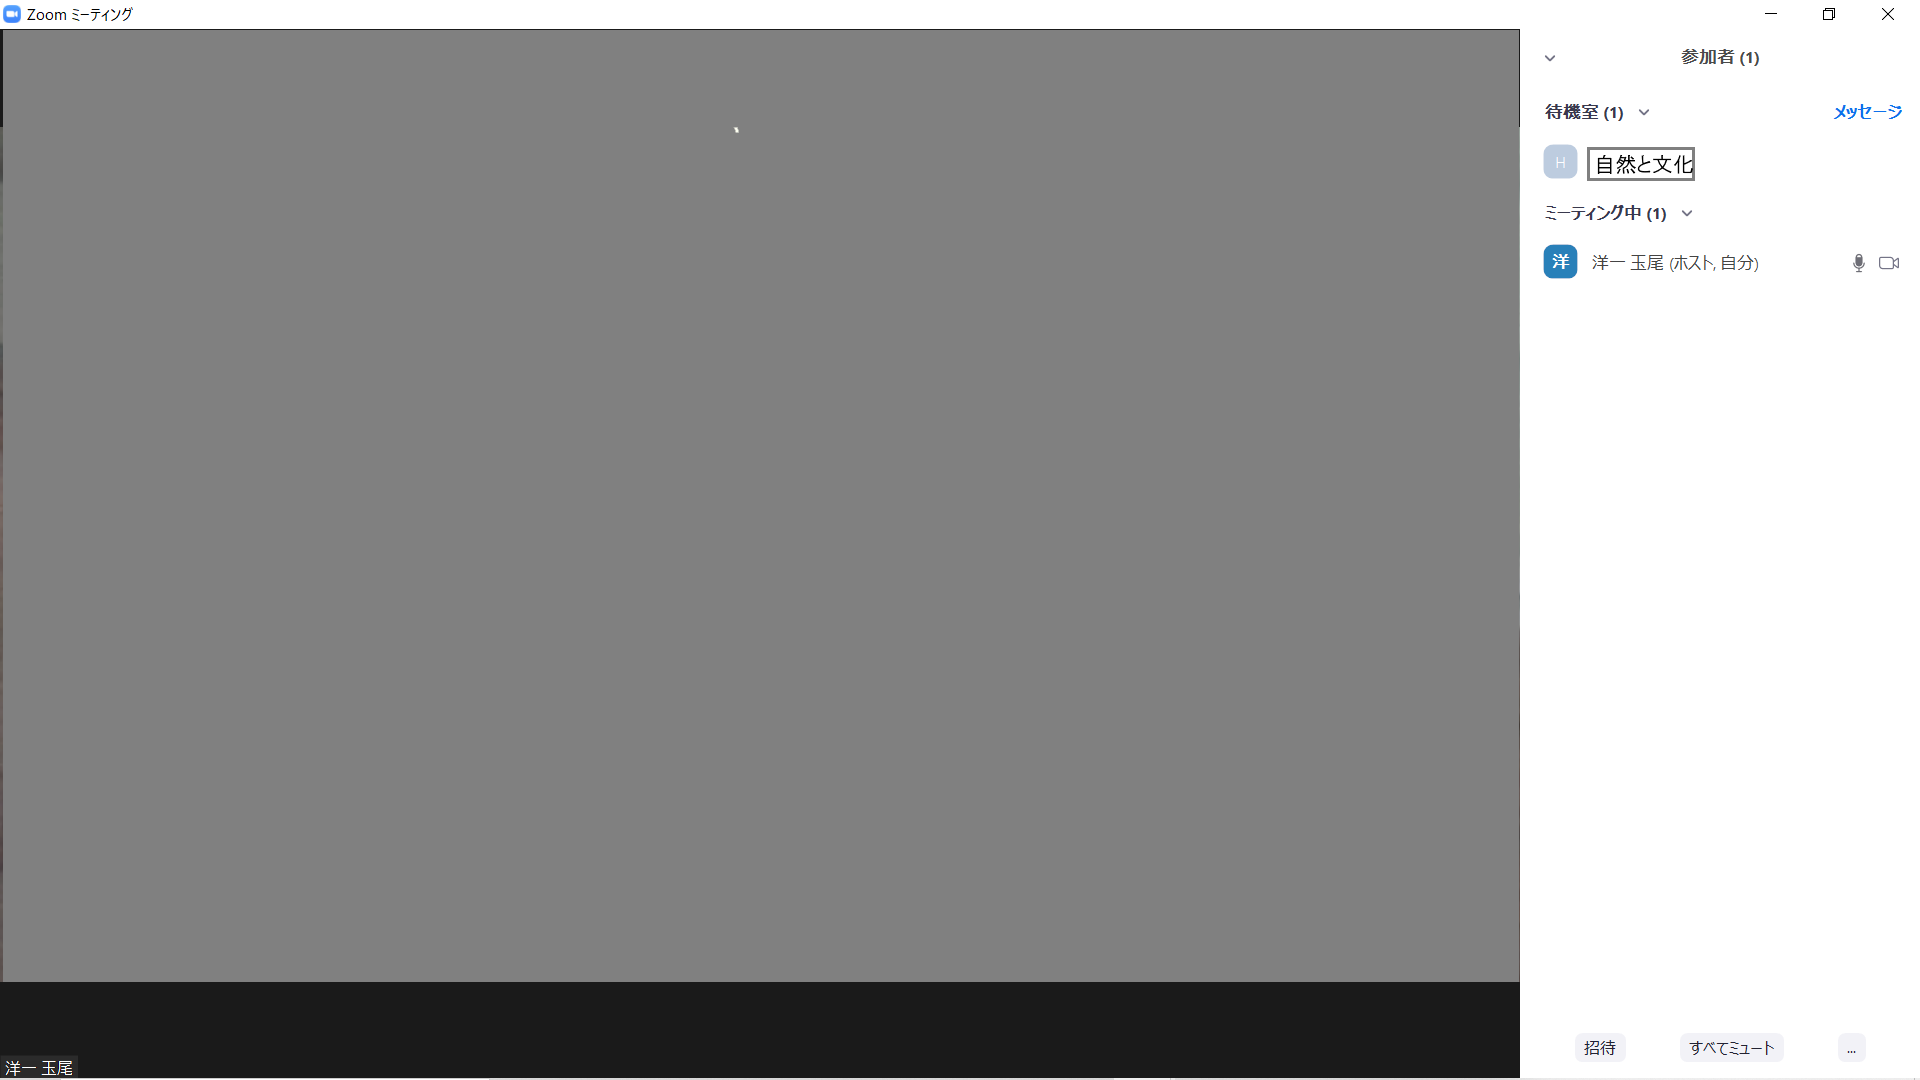 Zoom ミーティング
参加者 (1)
待機室 (1)
メッセージ
H
自然と文化
ミーティング中 (1)
洋
洋一 玉尾 (ホスト, 自分)
招待
すべてミュート
...
洋一 玉尾